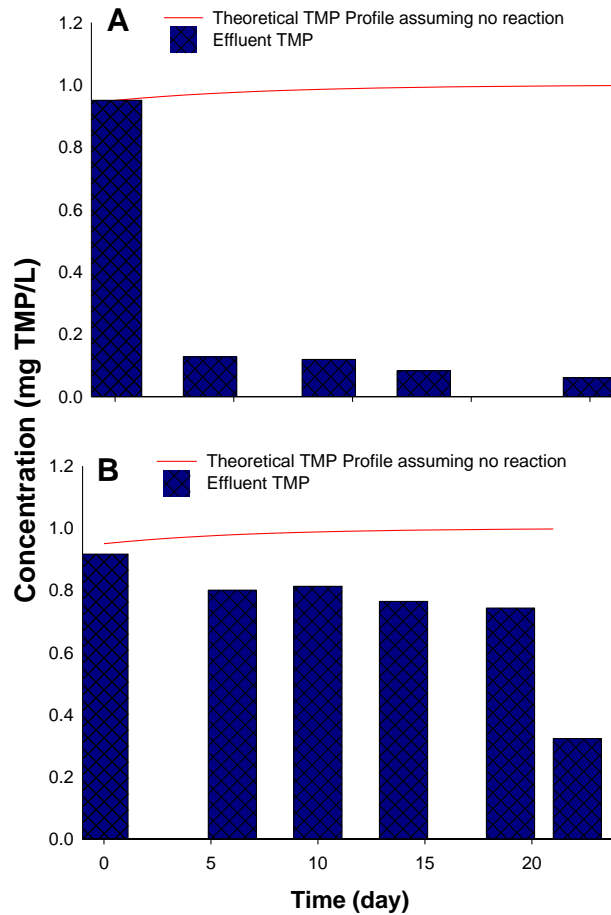 A
Theoretical TMP Profile assuming no reaction
Effluent TMP
1.2
1.0
0.8
0.6
0.4
0.2
0.0
Concentration (mg TMP/L)
B
Theoretical TMP Profile assuming no reaction
Effluent TMP
1.2
1.0
0.8
0.6
0.4
0.2
0.0
0 5 10 15 20
Time (day)